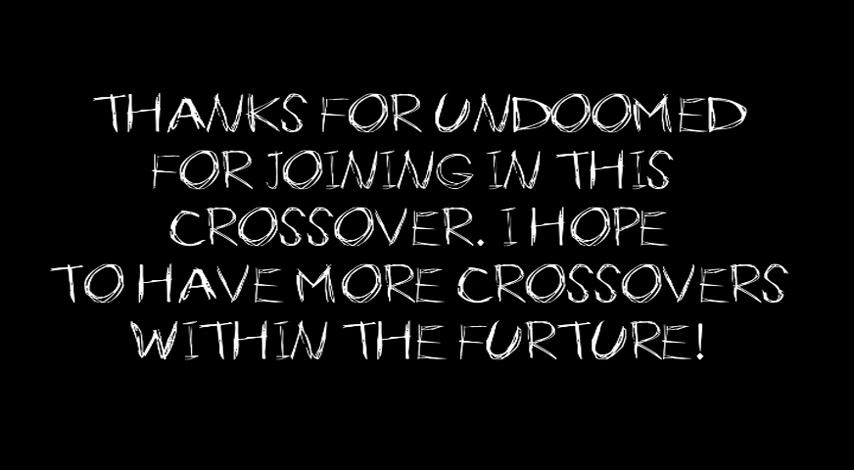 THANKS FOR UNDOOMED
FOR JOINING IN THIS
CROSSOVER. I HOPE
TO HAVE MORE CROSSOVERS
WITHIN THE FURTURE!